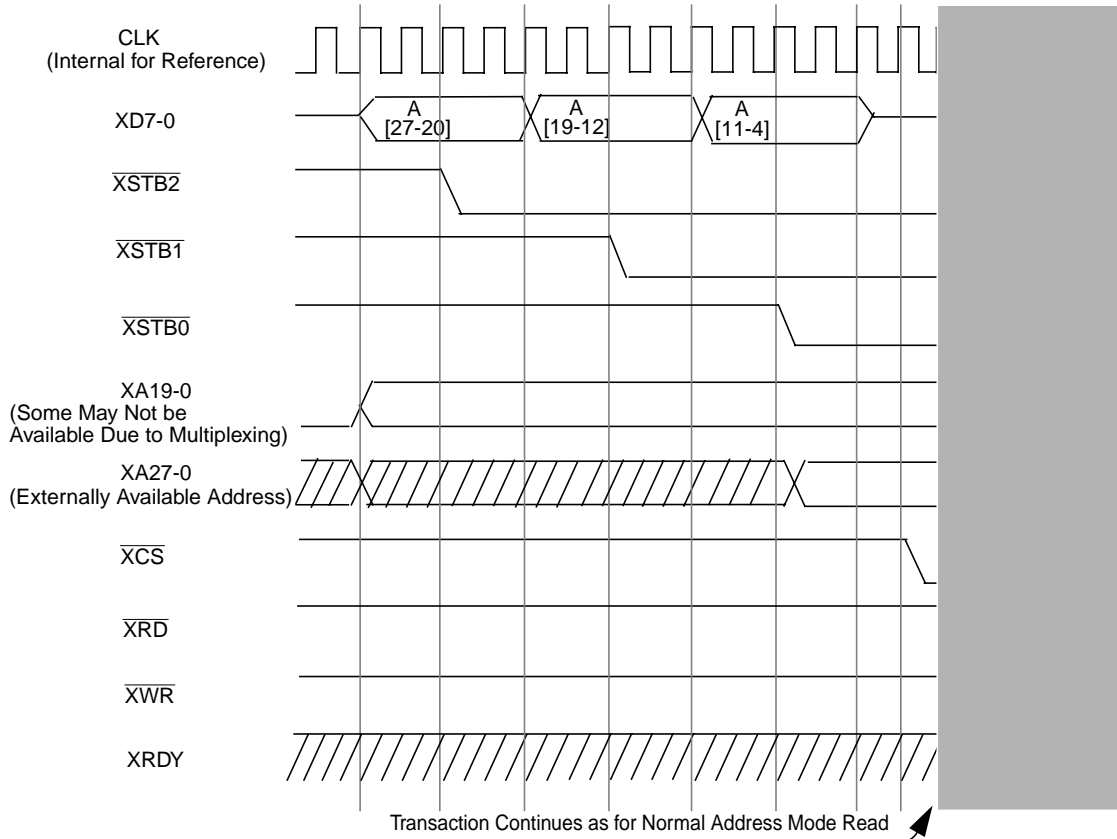 CLK
(Internal for Reference)
XD7-0
A
[27-20]
A
[19-12]
A
[11-4]
XSTB2
XSTB1
XSTB0
XA19-0
(Some May Not be
Available Due to Multiplexing)
XA27-0
(Externally Available Address)
XCS
XRD
XWR
XRDY
Transaction Continues as for Normal Address Mode Read